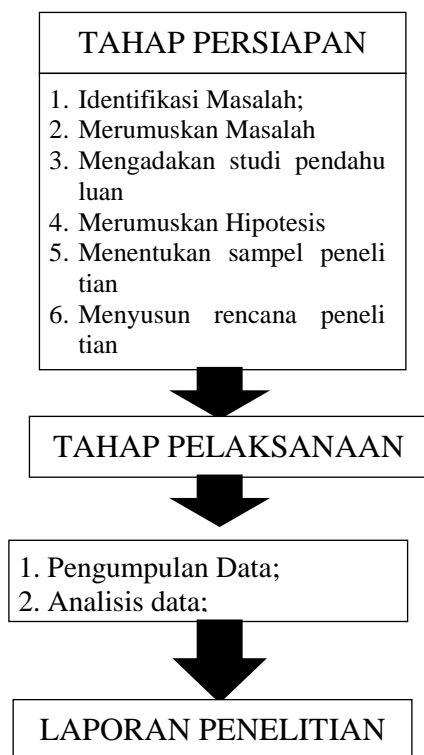 TAHAP PERSIAPAN
1. Identifikasi Masalah;
2. Merumuskan Masalah
3. Mengadakan studi pendahu
luan
4. Merumuskan Hipotesis
5. Menentukan sampel peneli
tian
6. Menyusun rencana peneli
tian
TAHAP PELAKSANAAN
1. Pengumpulan Data;
2. Analisis data;
LAPORAN PENELITIAN